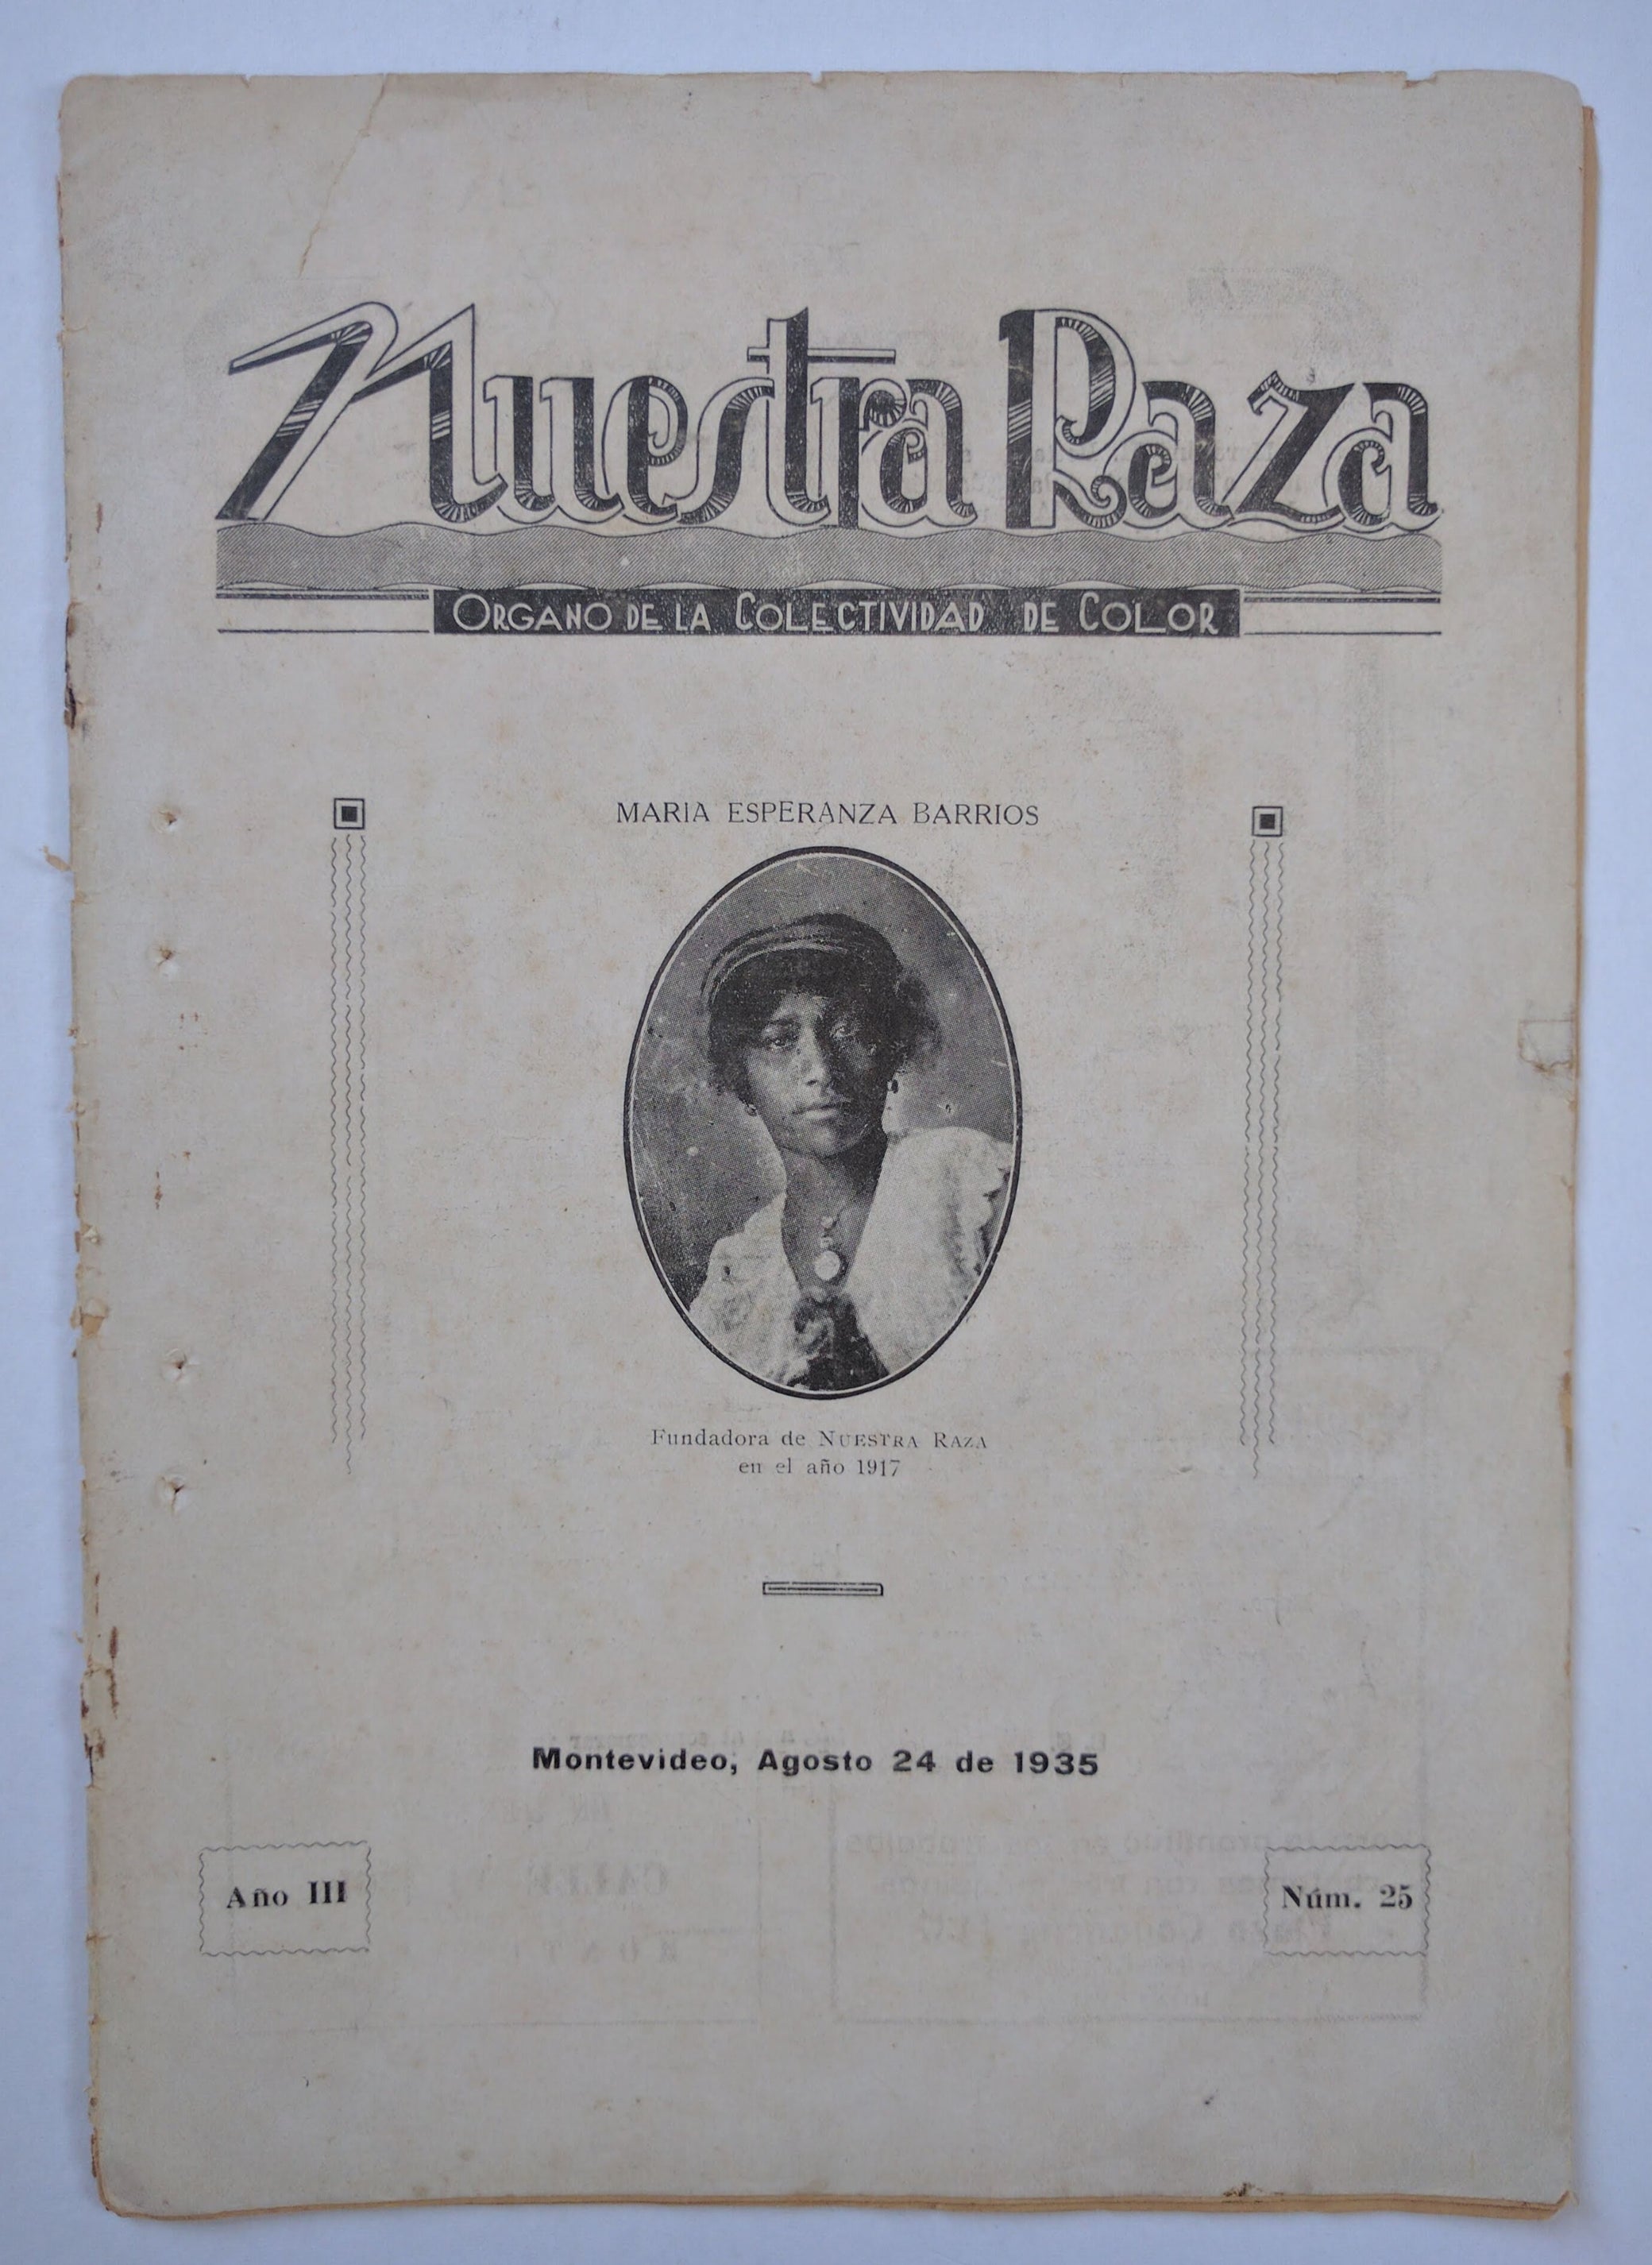 Nuestra Raza
ORGANO DE LA COLECTIVIDAD DE COLOR
MARIA ESPERANZA BARRIOS
Fundadora de NUESTRA RAZA
en el año 1917
Montevideo, Agosto 24 de 1935
Año III
Núm. 25